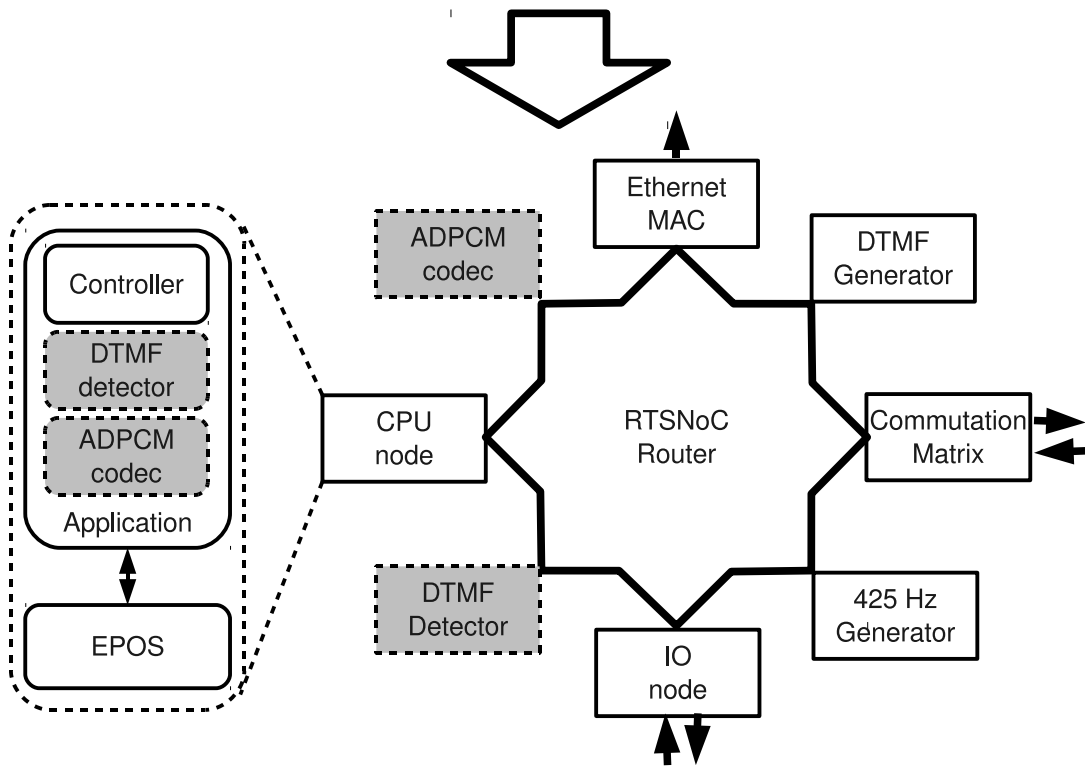 Ethernet
MAC
ADPCM
codec
DTMF
Generator
Controller
DTMF
detector
ADPCM
codec
Application
EPOS
CPU
node
RTSNoC
Router
Commutation
Matrix
DTMF
Detector
425 Hz
Generator
IO
node